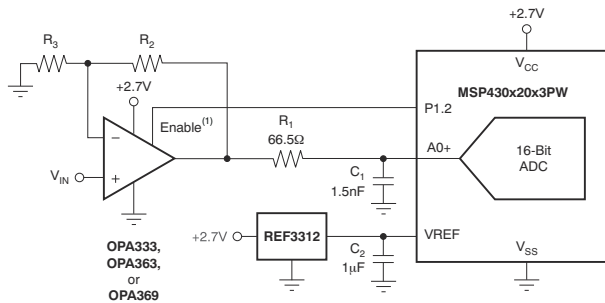 +2.7V
R3
R2
+2.7V
VCC
MSP430x20x3PW
Enable(1)
P1.2
R1
66.5Ω
A0+
16-Bit
ADC
−
+
VIN
C1
1.5nF
OPA333,
OPA363,
or
OPA369
+2.7V
REF3312
VREF
C2
1μF
VSS